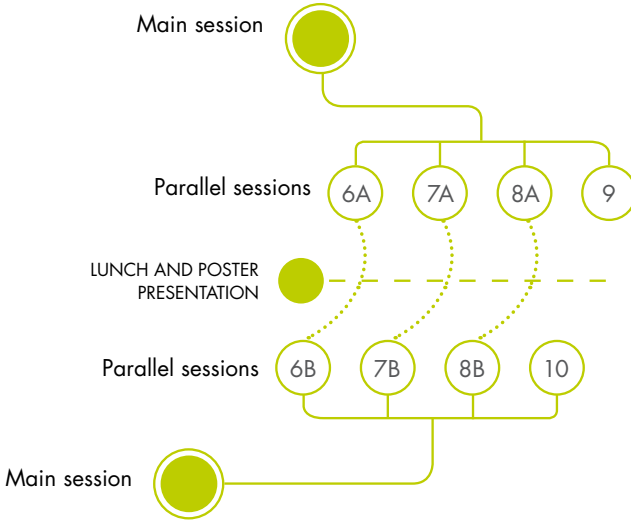 Main session
Parallel sessions
6A
7A
8A
9
LUNCH AND POSTER
PRESENTATION
Parallel sessions
6B
7B
8B
10
Main session